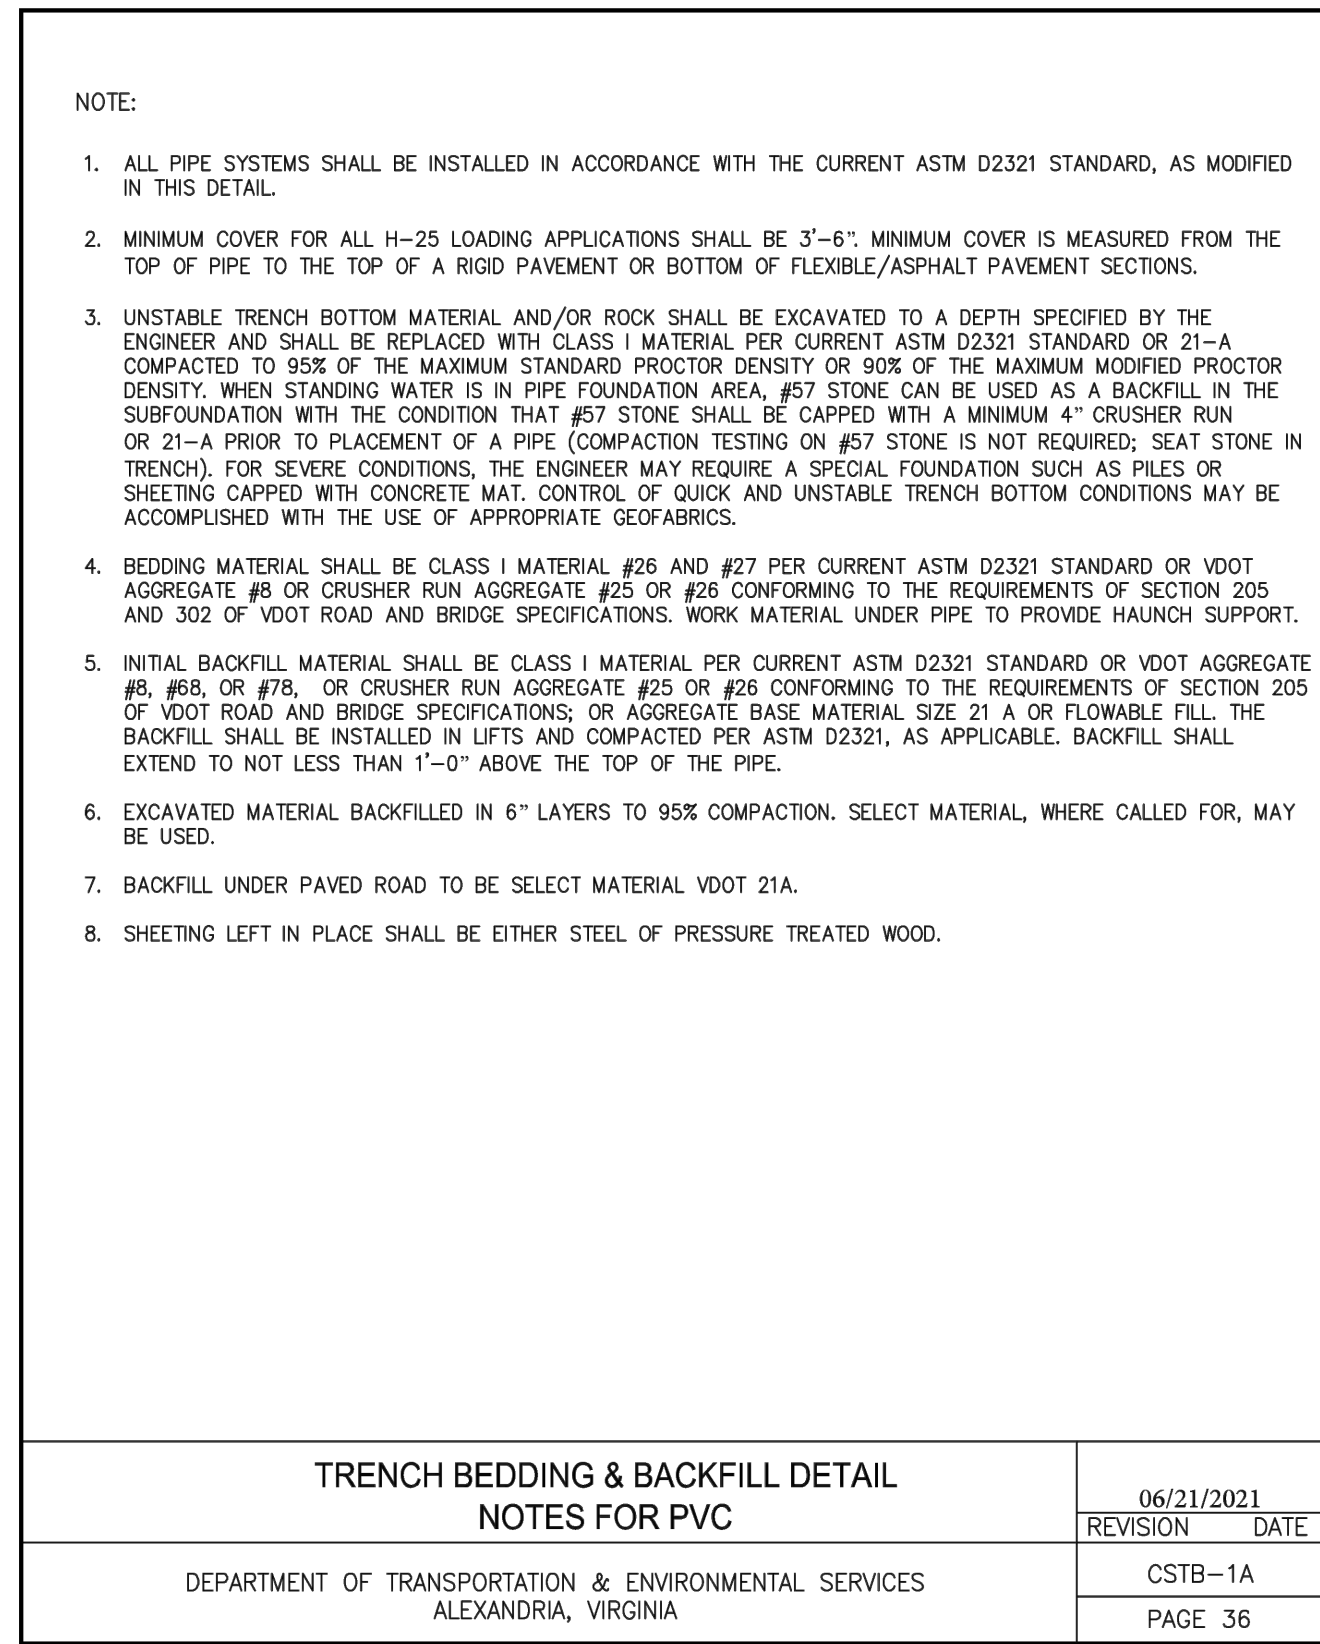 NOTE:
1. ALL PIPE SYSTEMS SHALL BE INSTALLED IN ACCORDANCE WITH THE CURRENT ASTM D2321 STANDARD, AS MODIFIED
IN THIS DETAIL.
2. MINIMUM COVER FOR ALL H-25 LOADING APPLICATIONS SHALL BE 3'-6". MINIMUM COVER IS MEASURED FROM THE
TOP OF PIPE TO THE TOP OF A RIGID PAVEMENT OR BOTTOM OF FLEXIBLE/ASPHALT PAVEMENT SECTIONS.
3. UNSTABLE TRENCH BOTTOM MATERIAL AND/OR ROCK SHALL BE EXCAVATED TO A DEPTH SPECIFIED BY THE
ENGINEER AND SHALL BE REPLACED WITH CLASS I MATERIAL PER CURRENT ASTM D2321 STANDARD OR 21-A
COMPACTED TO 95% OF THE MAXIMUM STANDARD PROCTOR DENSITY OR 90% OF THE MAXIMUM MODIFIED PROCTOR
DENSITY. WHEN STANDING WATER IS IN PIPE FOUNDATION AREA, #57 STONE CAN BE USED AS A BACKFILL IN THE
SUBFOUNDATION WITH THE CONDITION THAT #57 STONE SHALL BE CAPPED WITH A MINIMUM 4" CRUSHER RUN
OR 21-A PRIOR TO PLACEMENT OF A PIPE (COMPACTION TESTING ON #57 STONE IS NOT REQUIRED; SEAT STONE IN
TRENCH). FOR SEVERE CONDITIONS, THE ENGINEER MAY REQUIRE A SPECIAL FOUNDATION SUCH AS PILES OR
SHEETING CAPPED WITH CONCRETE MAT. CONTROL OF QUICK AND UNSTABLE TRENCH BOTTOM CONDITIONS MAY BE
ACCOMPLISHED WITH THE USE OF APPROPRIATE GEOFABRICS.
4. BEDDING MATERIAL SHALL BE CLASS I MATERIAL #26 AND #27 PER CURRENT ASTM D2321 STANDARD OR VDOT
AGGREGATE #8 OR CRUSHER RUN AGGREGATE #25 OR #26 CONFORMING TO THE REQUIREMENTS OF SECTION 205
AND 302 OF VDOT ROAD AND BRIDGE SPECIFICATIONS. WORK MATERIAL UNDER PIPE TO PROVIDE HAUNCH SUPPORT.
5. INITIAL BACKFILL MATERIAL SHALL BE CLASS I MATERIAL PER CURRENT ASTM D2321 STANDARD OR VDOT AGGREGATE
#8, #68, OR #78, OR CRUSHER RUN AGGREGATE #25 OR #26 CONFORMING TO THE REQUIREMENTS OF SECTION 205
OF VDOT ROAD AND BRIDGE SPECIFICATIONS; OR AGGREGATE BASE MATERIAL SIZE 21 A OR FLOWABLE FILL. THE
BACKFILL SHALL BE INSTALLED IN LIFTS AND COMPACTED PER ASTM D2321, AS APPLICABLE. BACKFILL SHALL
EXTEND TO NOT LESS THAN 1'-0" ABOVE THE TOP OF THE PIPE.
6. EXCAVATED MATERIAL BACKFILLED IN 6" LAYERS TO 95% COMPACTION. SELECT MATERIAL, WHERE CALLED FOR, MAY
BE USED.
7. BACKFILL UNDER PAVED ROAD TO BE SELECT MATERIAL VDOT 21A.
8. SHEETING LEFT IN PLACE SHALL BE EITHER STEEL OF PRESSURE TREATED WOOD.
TRENCH BEDDING & BACKFILL DETAIL
NOTES FOR PVC
06/21/2021
REVISION DATE
DEPARTMENT OF TRANSPORTATION & ENVIRONMENTAL SERVICES
ALEXANDRIA, VIRGINIA
CSTB-1A
PAGE 36